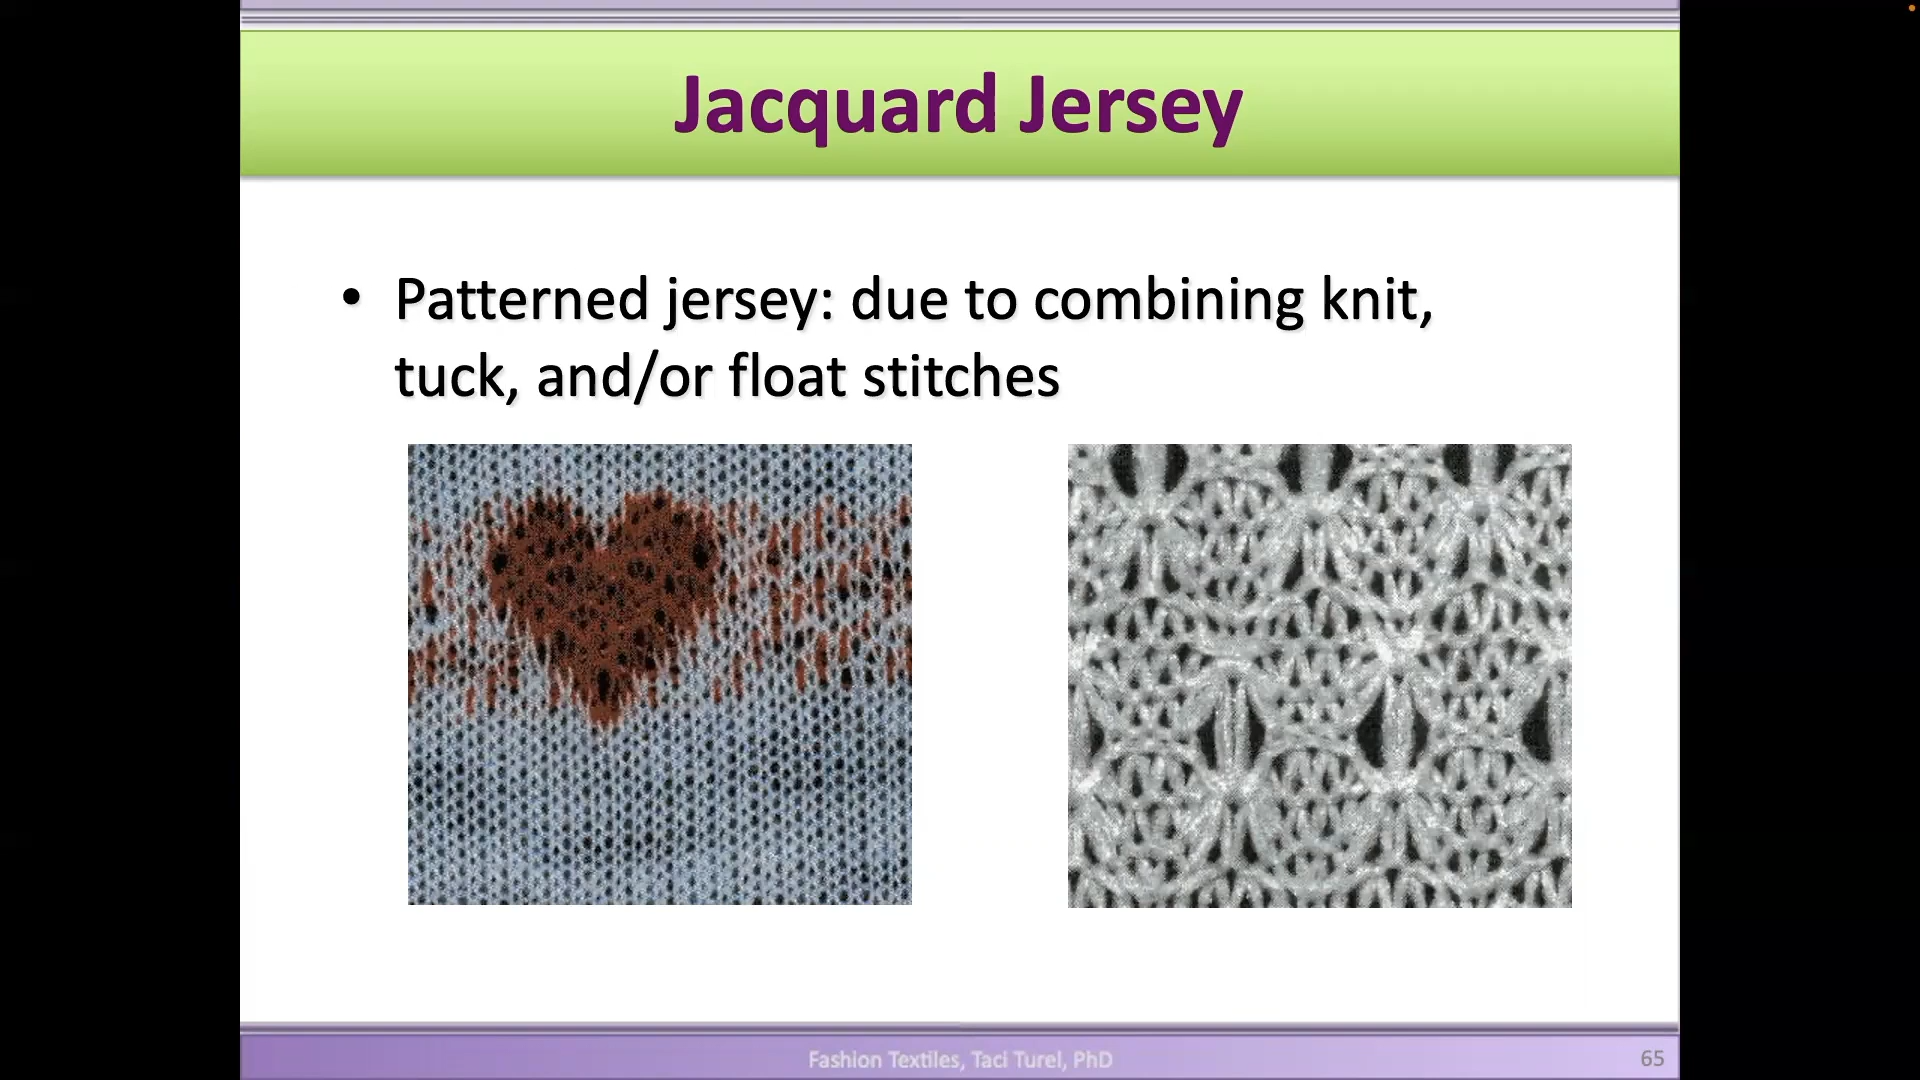 Jacquard Jersey
• Patterned jersey: due to combining knit,
tuck, and/or float stitches
Fashion Textiles, Taci Turel, PhD
65